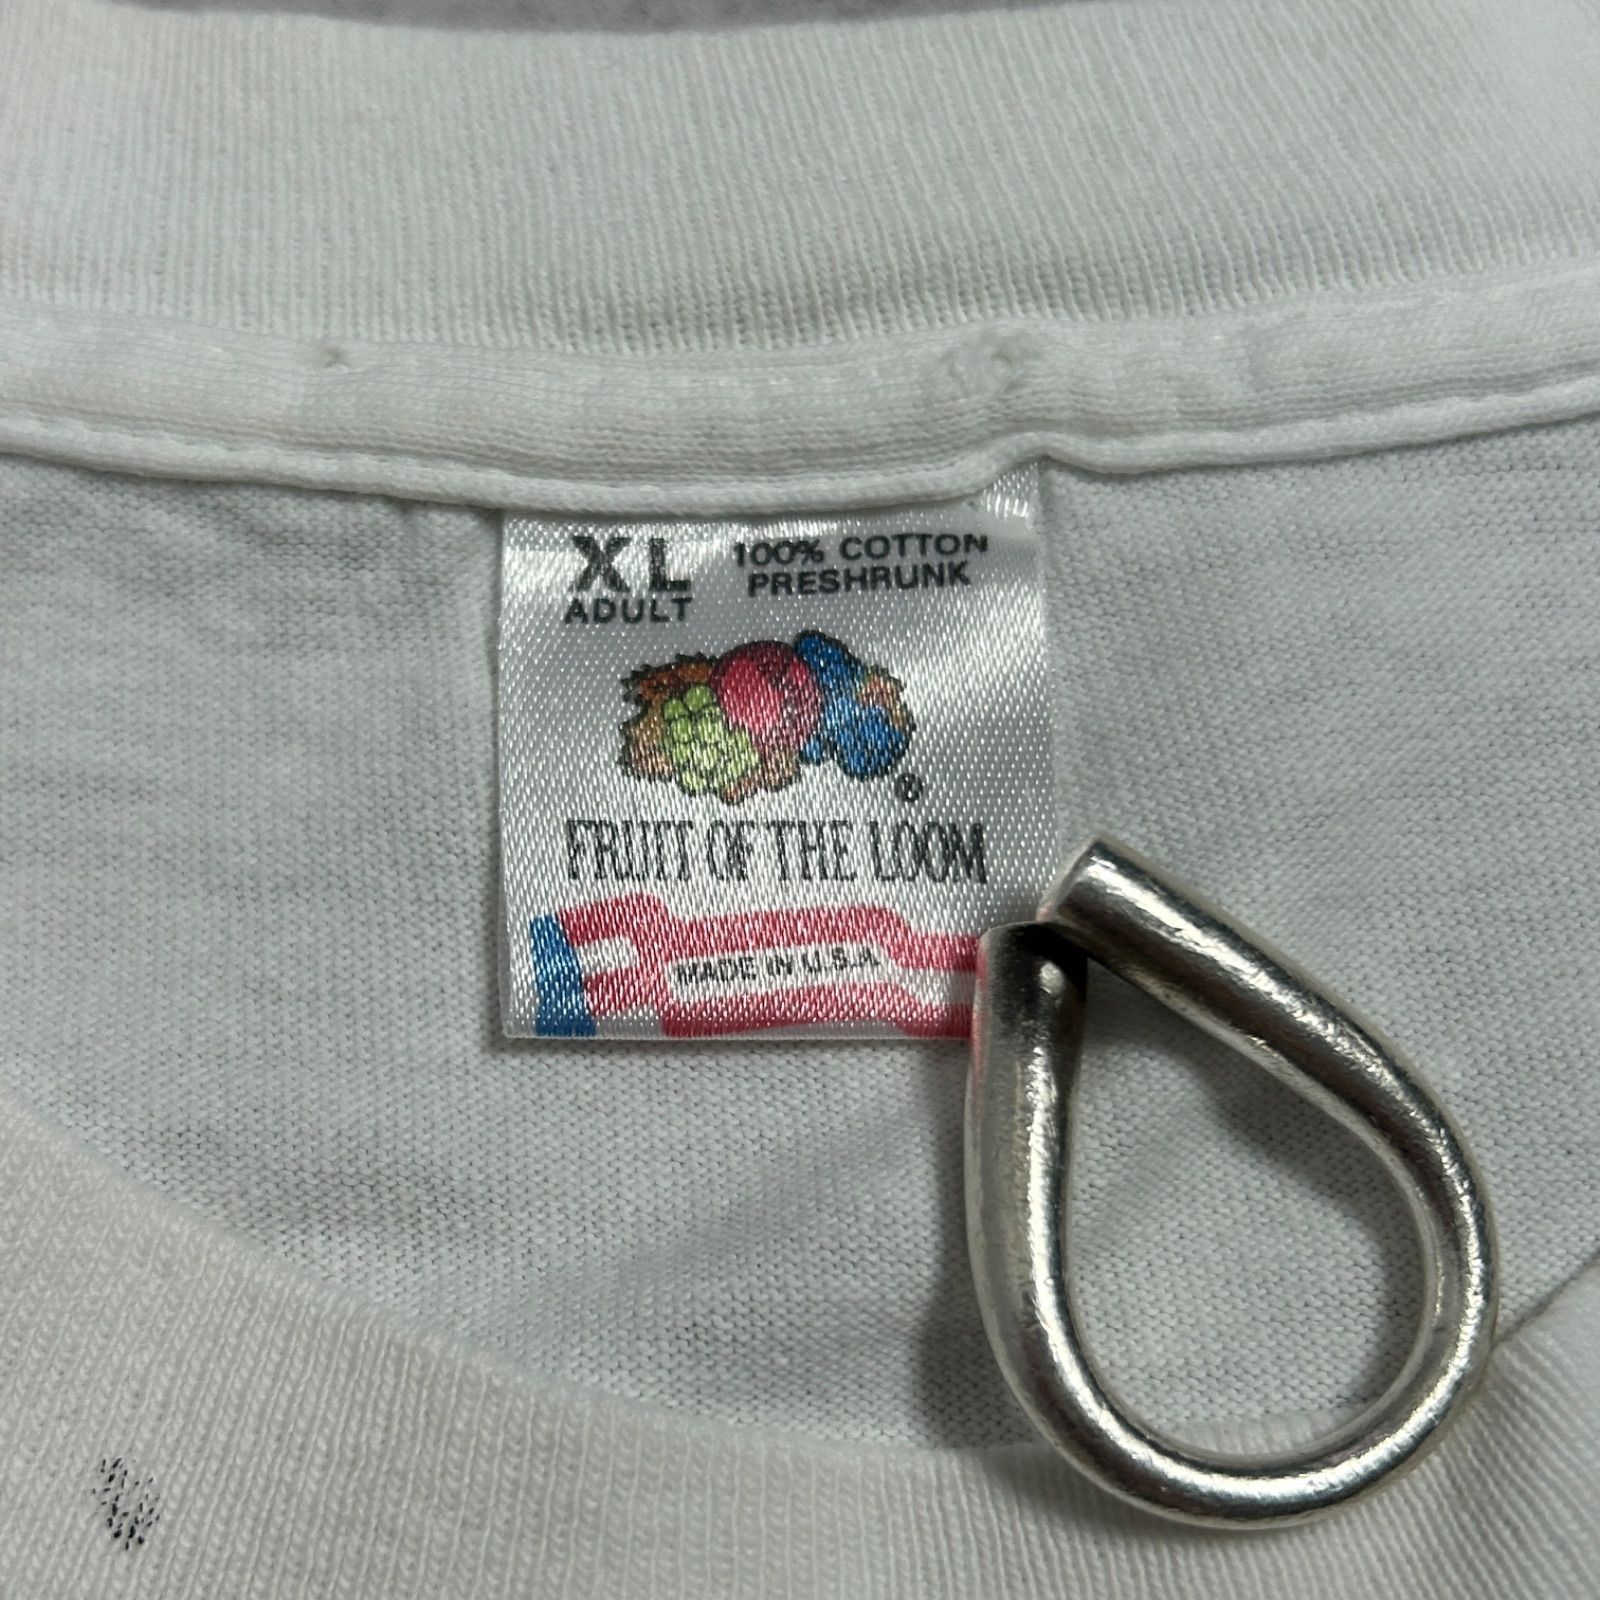 XL
ADULT
100% COTTON
PRESHRUNK
®
FRUIT OF THE LOOM
MADE IN U.S.A.